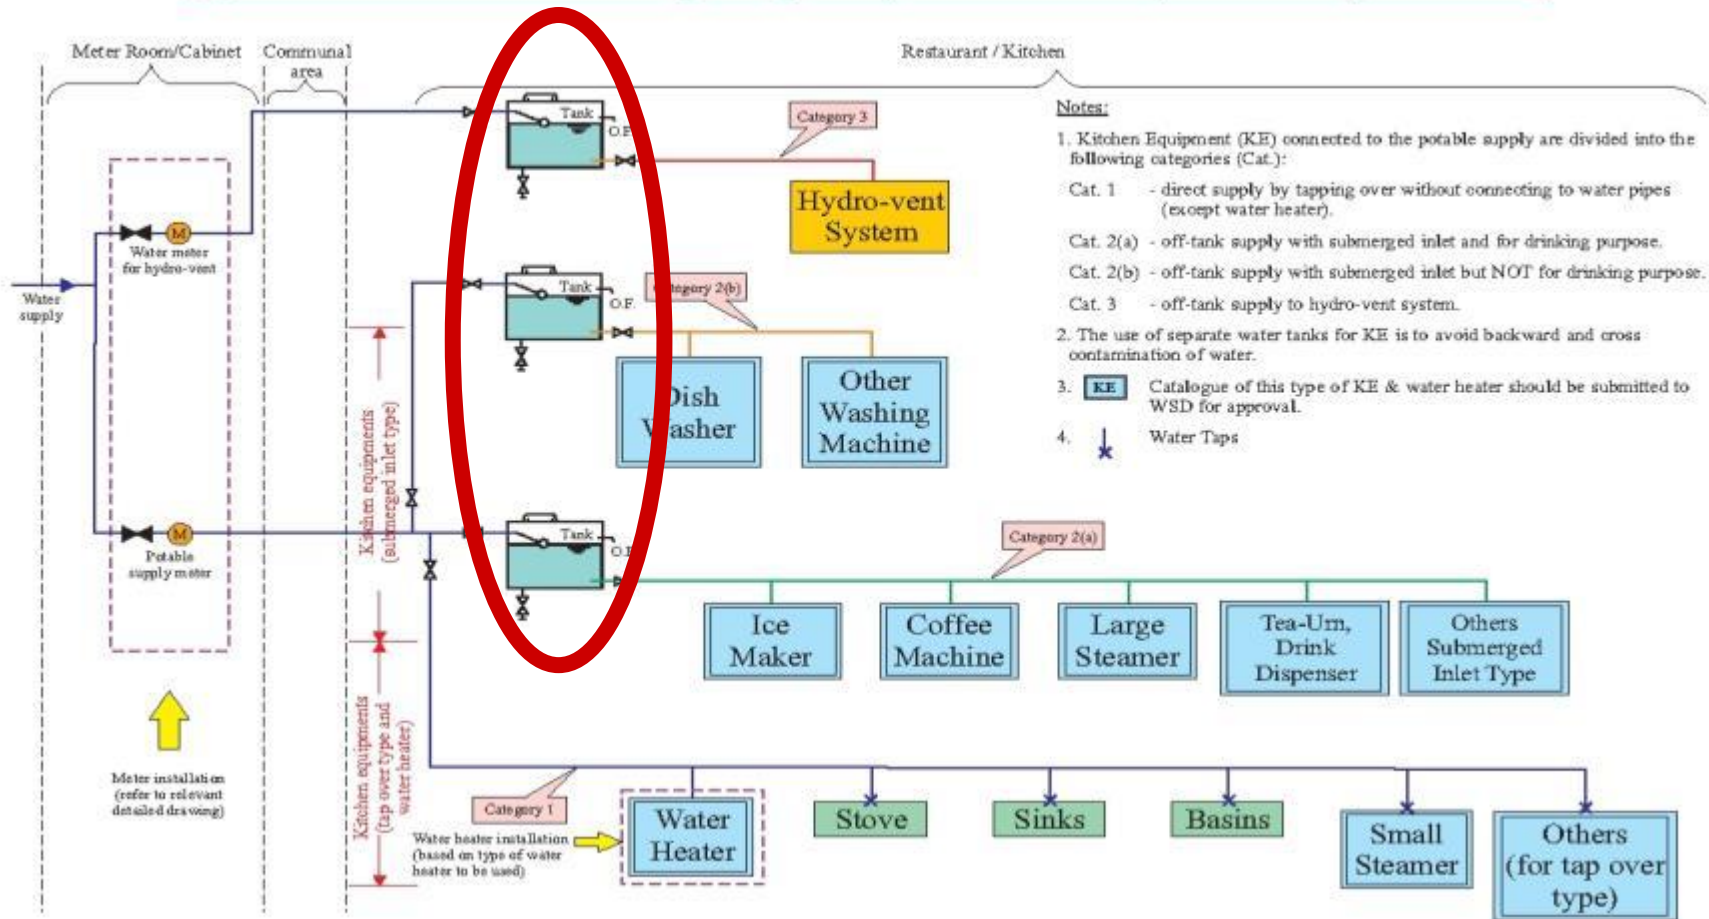 Meter Room/Cabinet
Communal
area
Restaurant / Kitchen
Tank
O.F.
Category 3
Hydro-vent
System
M
Water meter
for hydro-vent
Water
supply
Tank
O.F.
Category 2(b)
Dish
Washer
Other
Washing
Machine
Kitchen equipments
(submerged inlet type)
M
Potable
supply meter
Tank
O.F.
Category 2(a)
Ice
Maker
Coffee
Machine
Large
Steamer
Tea-Urn,
Drink
Dispenser
Others
Submerged
Inlet Type
Kitchen equipments
(tap over type and
water heater)
Meter installation
(refer to relevant
detailed drawing)
Category 1
Water heater installation
(based on type of water
heater to be used)
Water
Heater
Stove
Sinks
Basins
Small
Steamer
Others
(for tap over
type)
Notes:
1. Kitchen Equipment (KE) connected to the potable supply are divided into the
following categories (Cat.):
Cat. 1 - direct supply by tapping over without connecting to water pipes
(except water heater).
Cat. 2(a) - off-tank supply with submerged inlet and for drinking purpose.
Cat. 2(b) - off-tank supply with submerged inlet but NOT for drinking purpose.
Cat. 3 - off-tank supply to hydro-vent system.
2. The use of separate water tanks for KE is to avoid backward and cross
contamination of water.
3. KE Catalogue of this type of KE & water heater should be submitted to
WSD for approval.
4. Water Taps